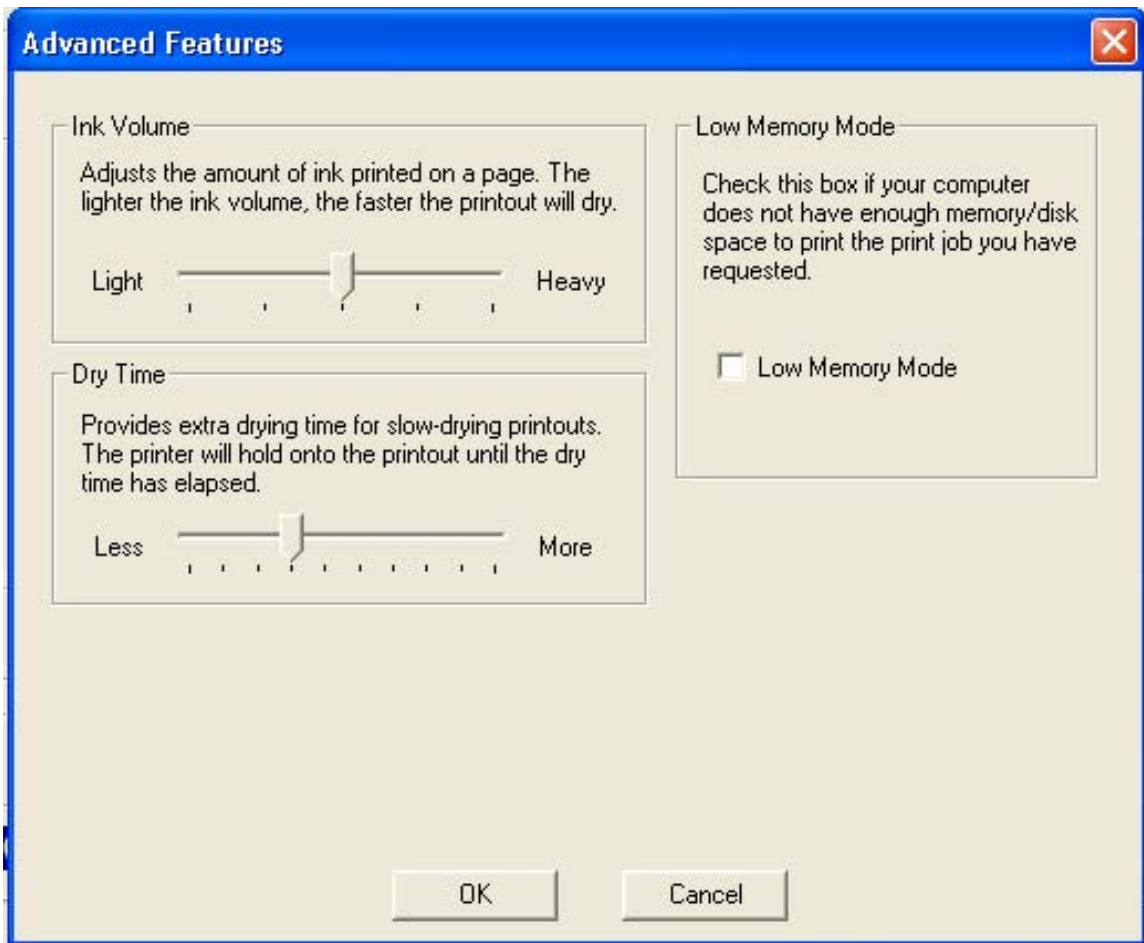 Advanced Features
Ink Volume
Adjusts the amount of ink printed on a page. The
lighter the ink volume, the faster the printout will dry.
Light
Heavy
Dry Time
Provides extra drying time for slow-drying printouts.
The printer will hold onto the printout until the dry
time has elapsed.
Less
More
Low Memory Mode
Check this box if your computer
does not have enough memory/disk
space to print the print job you have
requested.
Low Memory Mode
OK
Cancel